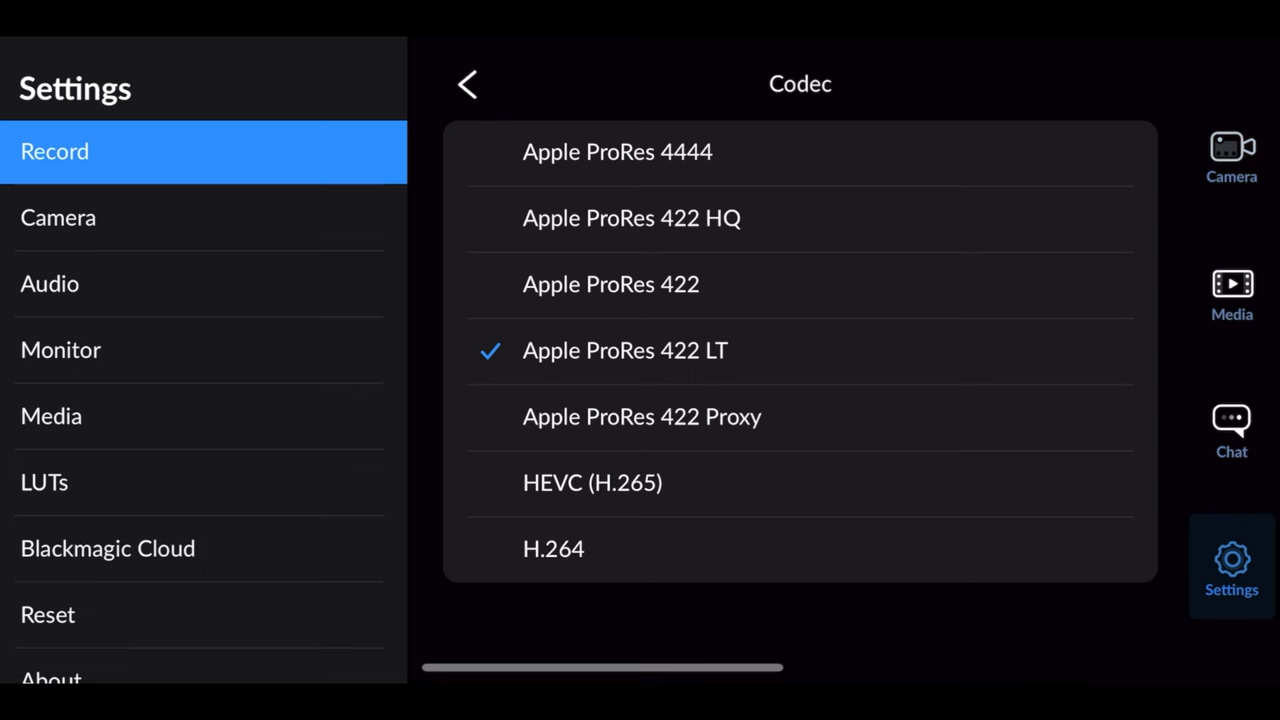 Settings
Record
Camera
Audio
Monitor
Media
LUTs
Blackmagic Cloud
Reset
About
Codec
Apple ProRes 4444
Apple ProRes 422 HQ
Apple ProRes 422
Apple ProRes 422 LT
Apple ProRes 422 Proxy
HEVC (H.265)
H.264
Camera
Media
Chat
Settings